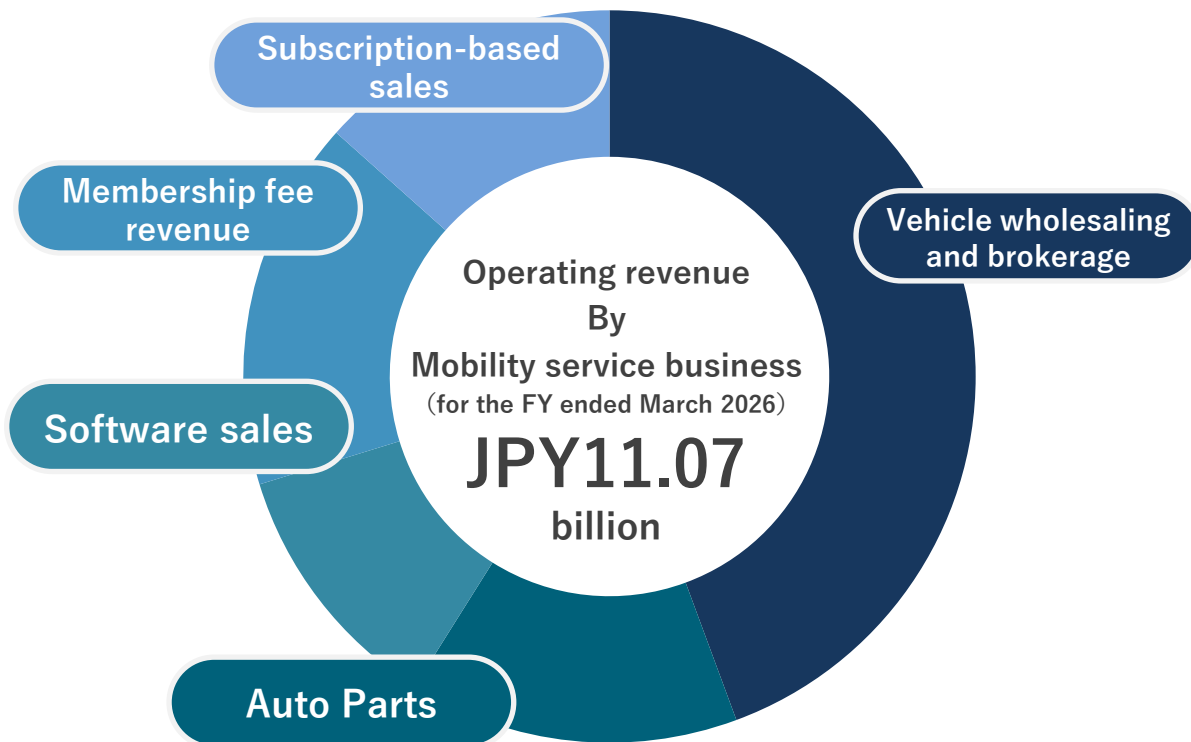 Subscription-based
sales
Membership fee
revenue
Vehicle wholesaling
and brokerage
Operating revenue
By
Mobility service business
(for the FY ended March 2026)
JPY11.07
billion
Software sales
Auto Parts